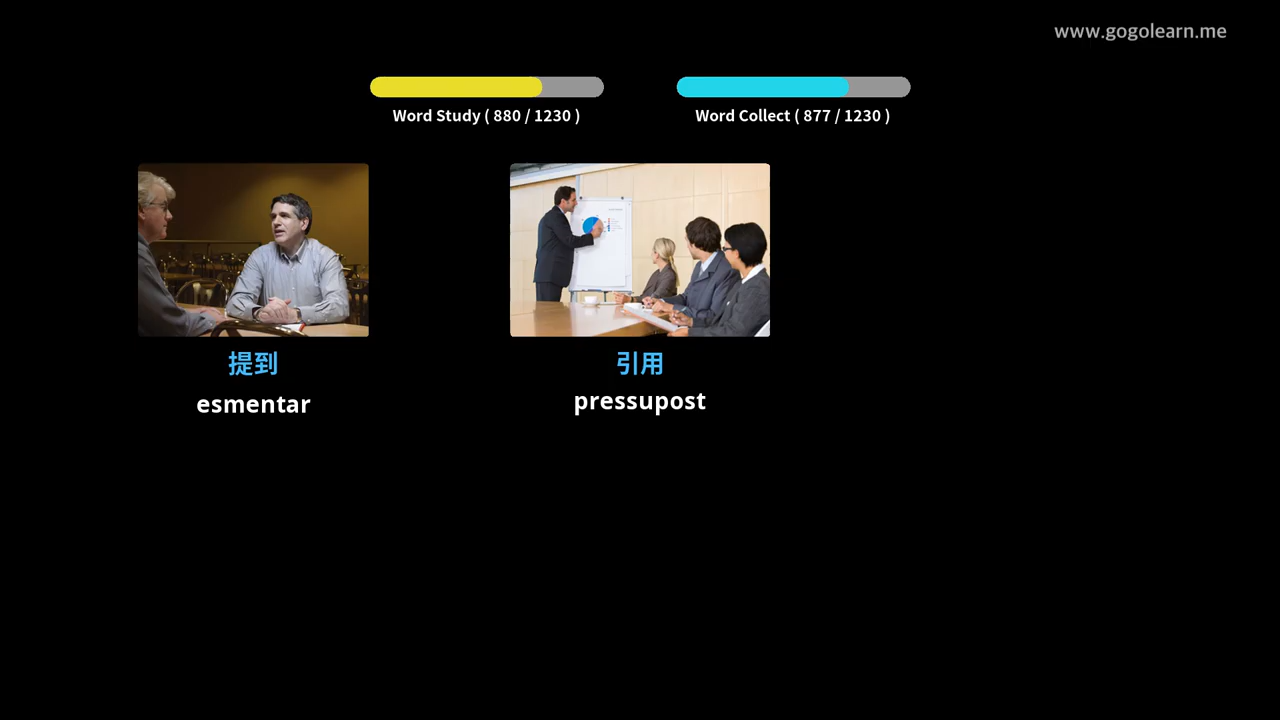 www.gogolearn.me
Word Study ( 880 / 1230 )
Word Collect ( 877 / 1230 )
提到
esmentar
引用
pressupost